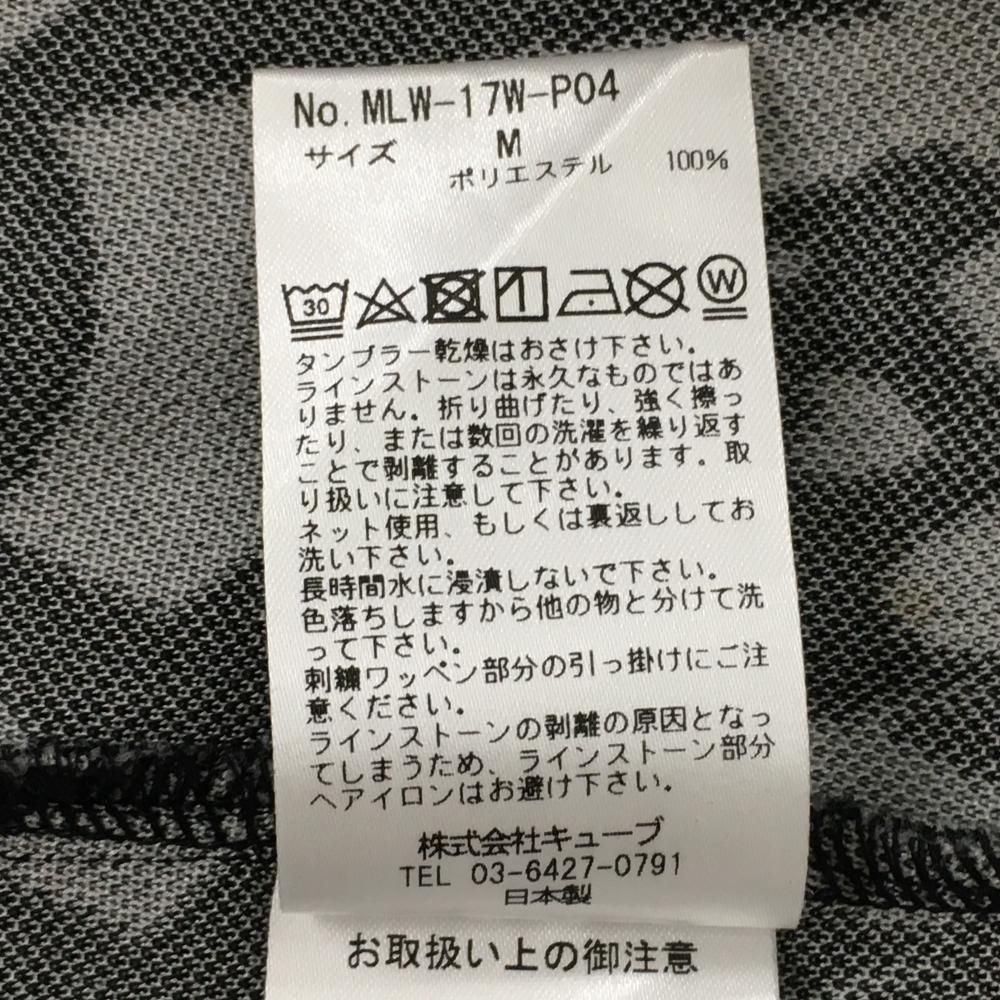 No. MLW-17W-P04
サイズ M
ポリエステル 100%
30 W
タンブラー乾燥はおさけ下さい。
ラインストーンは永久なものではあ
りません。折り曲げたり、強く擦っ
たり、または数回の洗濯を繰り返す
ことで剥離することがあります。取
り扱いに注意して下さい。
ネット使用、もしくは裏返ししてお
洗い下さい。
長時間水に浸漬しないで下さい。
色落ちしますから他の物と分けて洗
って下さい。
刺繍ワッペン部分の引っ掛けにご注
意ください。
ラインストーンの剥離の原因となっ
てしまうため、ラインストーン部分
へアイロンはお避け下さい。
株式会社キューブ
TEL 03-6427-0791
日本製
お取扱い上の御注意